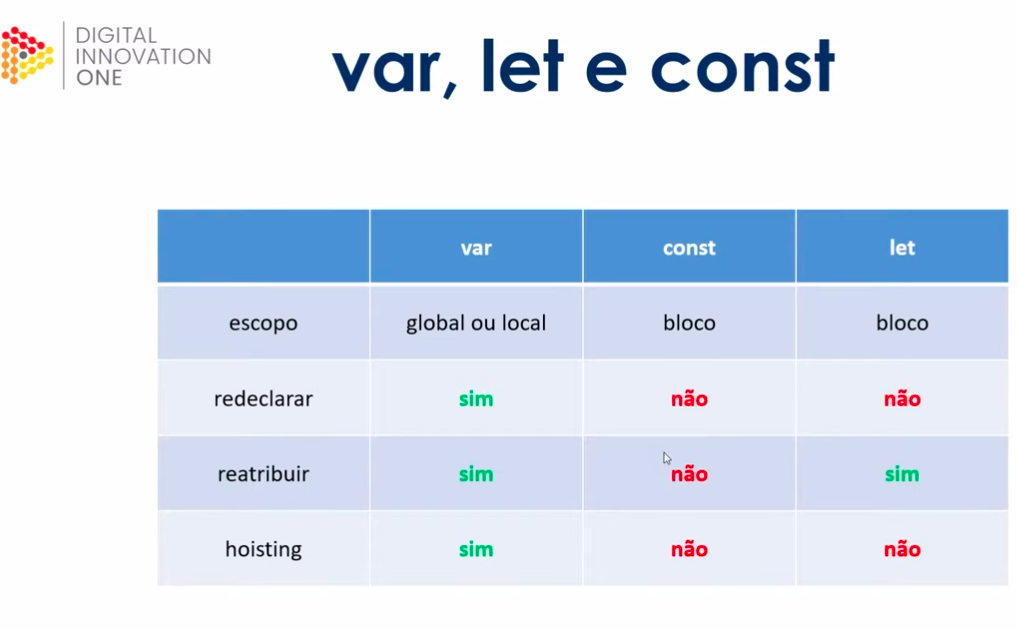 DIGITAL
INNOVATION
ONE
var, let e const
var const let
escopo global ou local bloco bloco
redeclarar sim não não
reatribuir sim não sim
hoisting sim não não